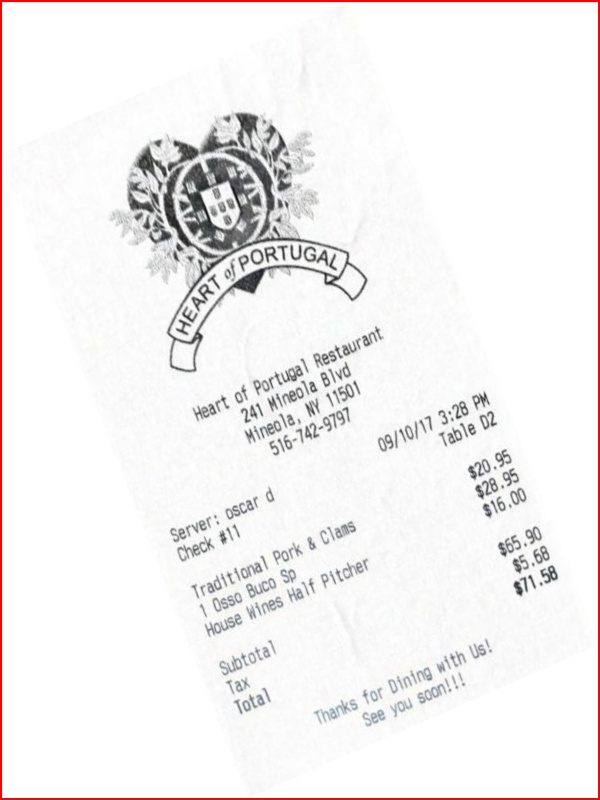 HEART of PORTUGAL
Heart of Portugal Restaurant
241 Mineola Blvd
Mineola, NY 11501
516-742-9797
09/10/17 3:28 PM
Server: oscar d Table D2
Check #11
Traditional Pork & Clams $20.95
1 Osso Buco Sp $28.95
House Wines Half Pitcher $16.00
Subtotal $65.90
Tax $5.68
Total $71.58
Thanks for Dining with Us!
See you soon!!!